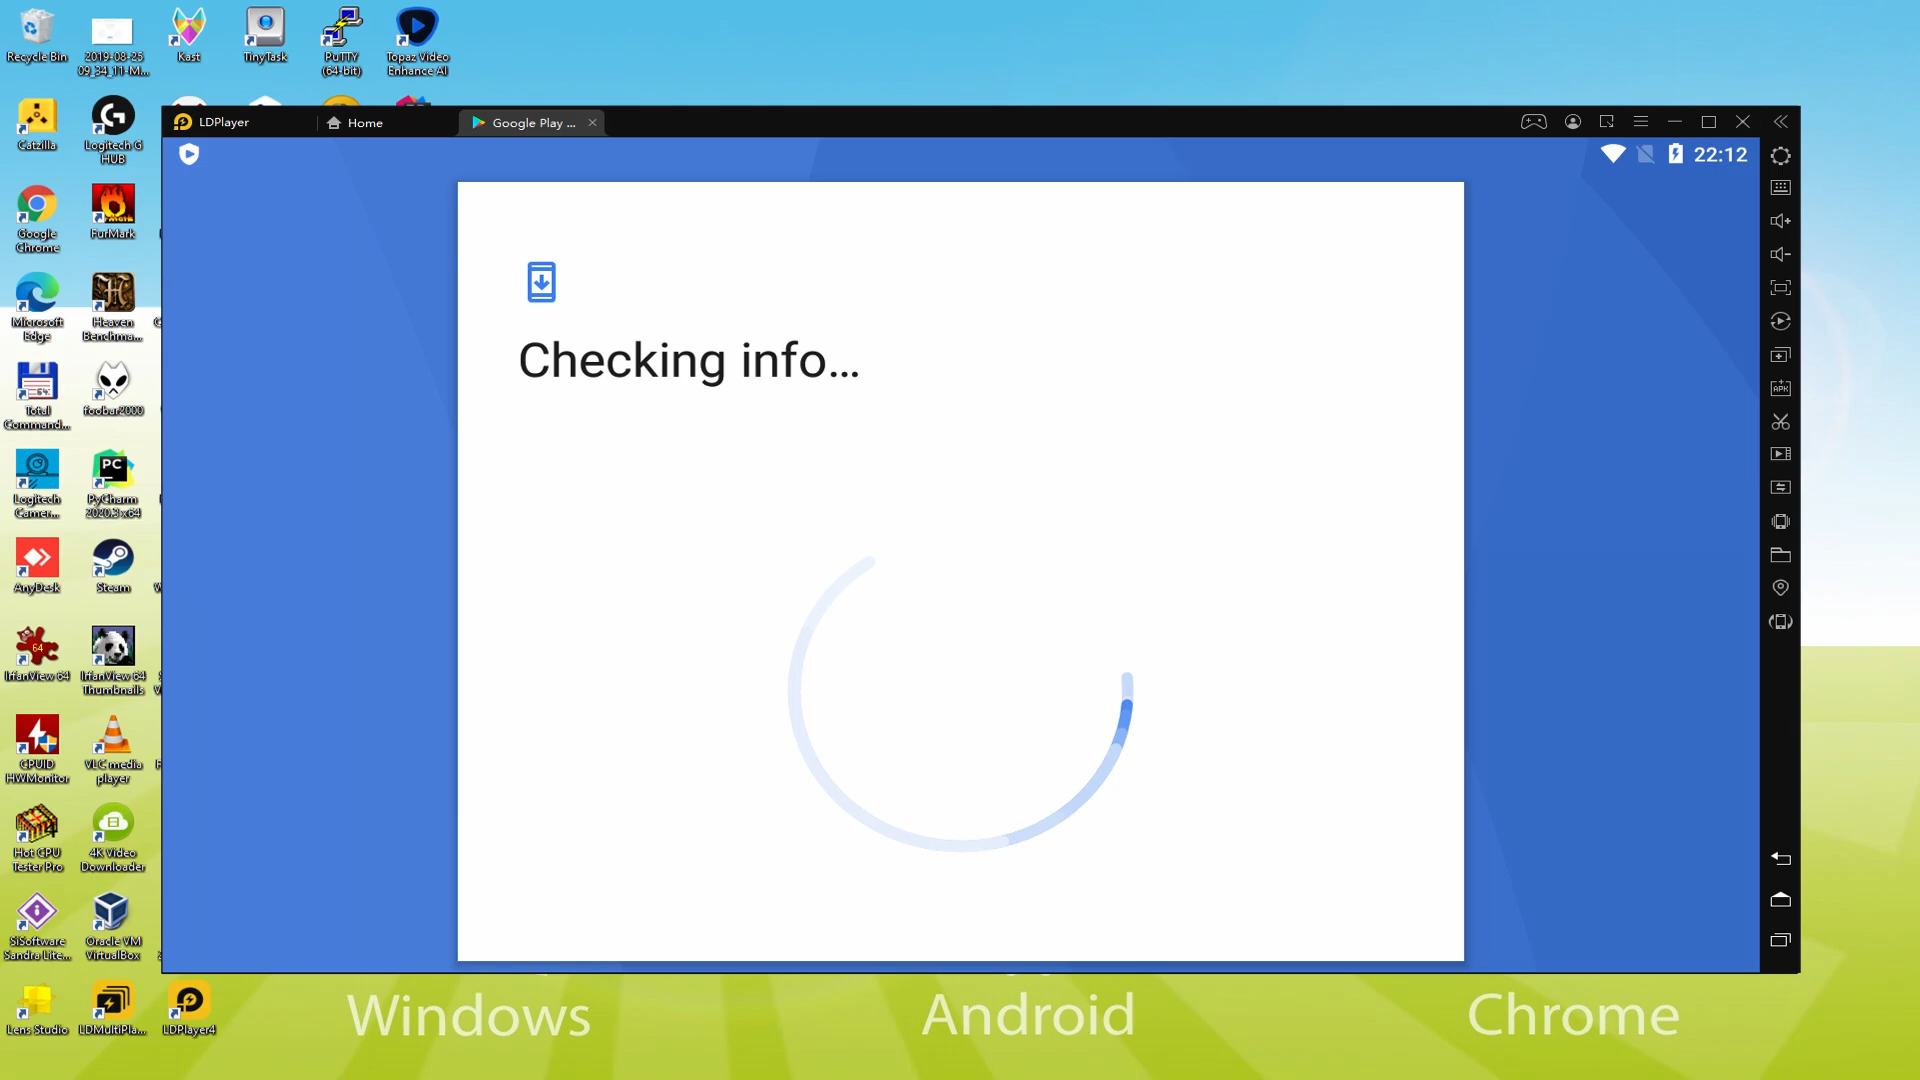 Recycle Bin
2019-08-25
09_34_11-M...
Kast
TinyTask
PuTTY
(64-bit)
Topaz Video
Enhance AI
Catzilla
Logitech G
HUB
LDPlayer
Home
Google Play ...
22:12
Google
Chrome
FurMark
Checking info...
Microsoft
Edge
Heaven
Benchma...
Total
Command...
foobar2000
Logitech
Camer...
PC
PyCharm
2020.3 x64
APK
AnyDesk
Steam
64
IrfanView 64
IrfanView 64
Thumbnails
CPUID
HWMonitor
VLC media
player
Hot CPU
Tester Pro
4K Video
Downloader
SiSoftware
Sandra Lite...
Oracle VM
VirtualBox
Lens Studio
LDMultiPla...
LDPlayer4
Windows
Android
Chrome